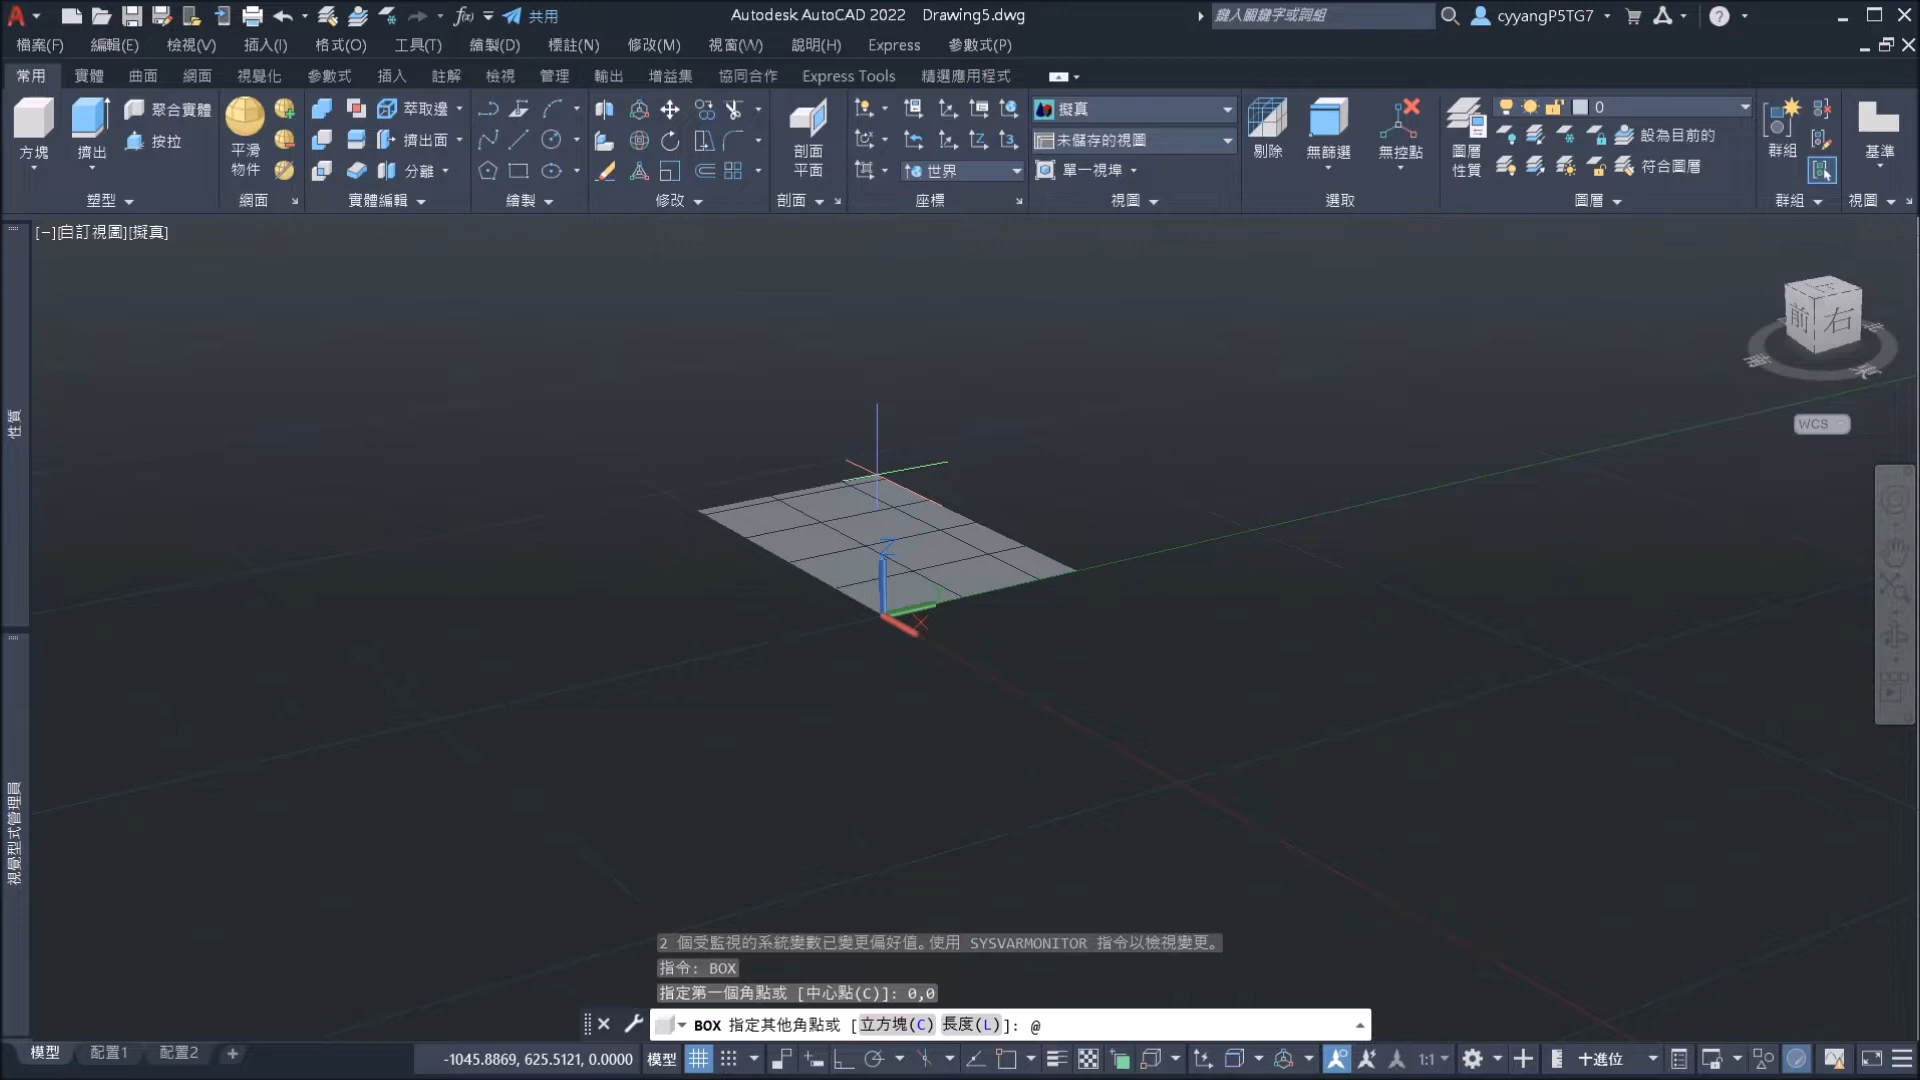 共用
Autodesk AutoCAD 2022 Drawing5.dwg
鍵入關鍵字或詞組
cyyangP5TG7
檔案(F) 編輯(E) 檢視(V) 插入(I) 格式(O) 工具(T) 繪製(D) 標註(N) 修改(M) 視窗(W) 說明(H) Express 參數式(P)
常用 實體 曲面 網面 視覺化 參數式 插入 註解 檢視 管理 輸出 增益集 協同合作 Express Tools 精選應用程式
方塊
擠出
聚合實體
按拉
塑型
平滑
物件
網面
萃取邊
擠出面
分離
實體編輯
繪製
修改
剖面
平面
剖面
世界
座標
擬真
未儲存的視圖
單一視埠
視圖
剔除
無篩選
無控點
選取
圖層
性質
0
設為目前的
符合圖層
圖層
群組
群組
基準
視圖
[−][自訂視圖][擬真]
前
右
WCS
性質
視覺型式管理員
Z
X
2 個受監視的系統變數已變更偏好值。使用 SYSVARMONITOR 指令以檢視變更。
指令: BOX
指定第一個角點或 [中心點(C)]: 0,0
BOX 指定其他角點或 [立方塊(C) 長度(L)]: @
模型 配置1 配置2 +
-1045.8869, 625.5121, 0.0000 模型
1:1
十進位